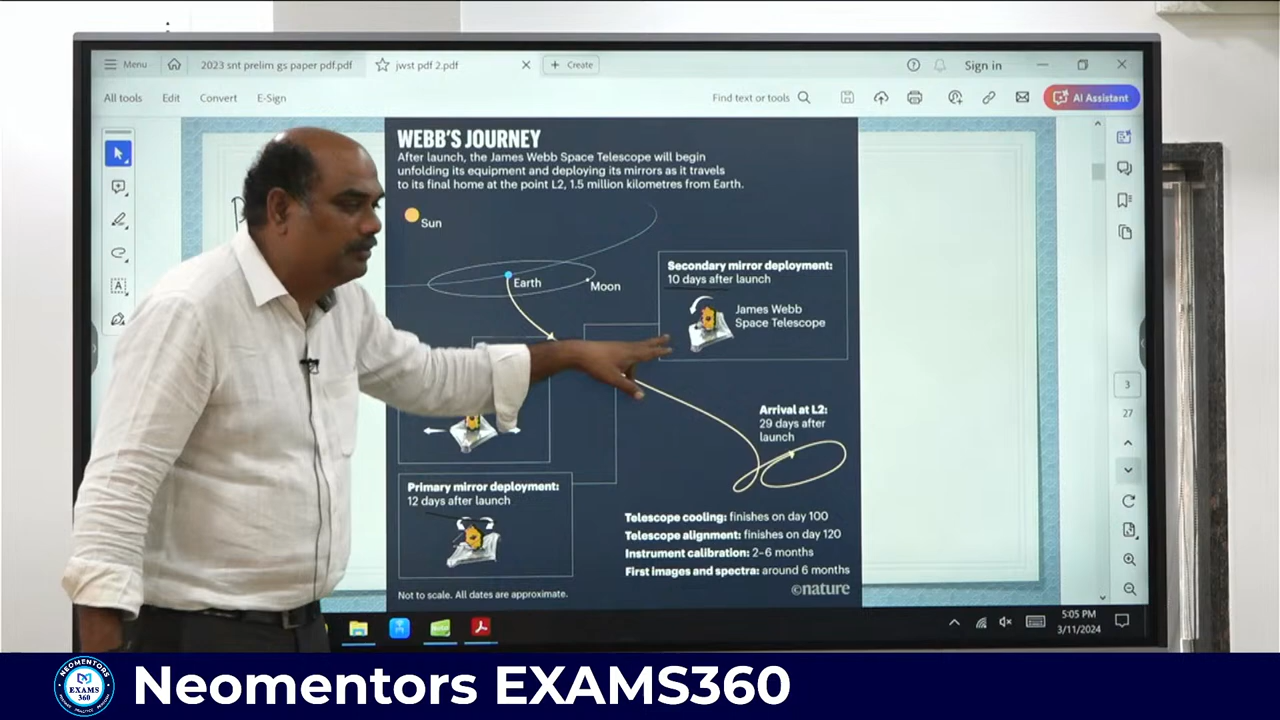 Menu
2023 snt prelim gs paper pdf.pdf
jwst pdf 2.pdf
Create
Sign in
All tools
Edit
Convert
E-Sign
Find text or tools
AI Assistant
WEBB'S JOURNEY
After launch, the James Webb Space Telescope will begin
unfolding its equipment and deploying its mirrors as it travels
to its final home at the point L2, 1.5 million kilometres from Earth.
Sun
Earth
Moon
Secondary mirror deployment:
10 days after launch
James Webb
Space Telescope
Arrival at L2:
29 days after
launch
Primary mirror deployment:
12 days after launch
Telescope cooling: finishes on day 100
Telescope alignment: finishes on day 120
Instrument calibration: 2–6 months
First images and spectra: around 6 months
Not to scale. All dates are approximate.
©nature
3
27
5:05 PM
3/11/2024
NEOMENTORS
EXAMS
360
Neomentors EXAMS360